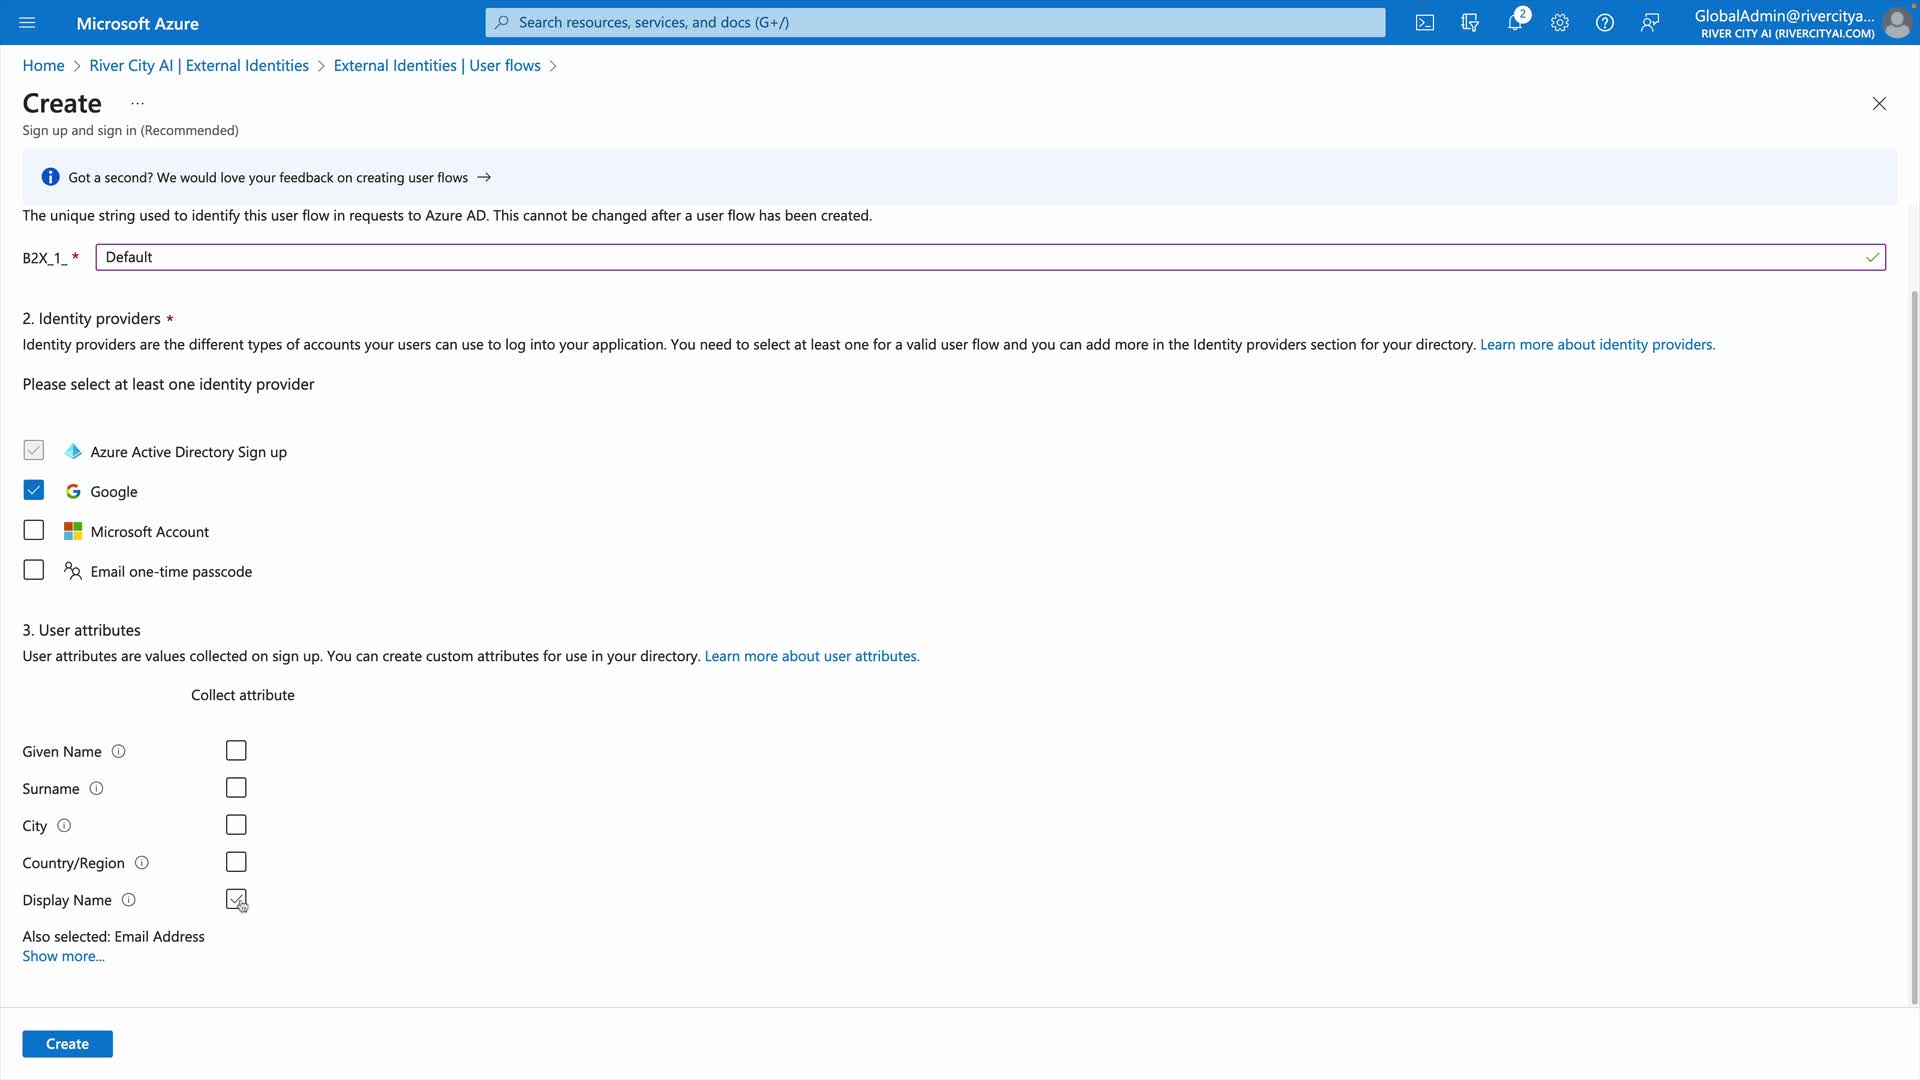 Microsoft Azure
Search resources, services, and docs (G+/)
2
GlobalAdmin@rivercitya...
RIVER CITY AI (RIVERCITYAI.COM)
Home > River City AI | External Identities > External Identities | User flows >
Create ...
Sign up and sign in (Recommended)
Got a second? We would love your feedback on creating user flows →
The unique string used to identify this user flow in requests to Azure AD. This cannot be changed after a user flow has been created.
B2X_1_ * Default
2. Identity providers *
Identity providers are the different types of accounts your users can use to log into your application. You need to select at least one for a valid user flow and you can add more in the Identity providers section for your directory. Learn more about identity providers.
Please select at least one identity provider
Azure Active Directory Sign up
Google
Microsoft Account
Email one-time passcode
3. User attributes
User attributes are values collected on sign up. You can create custom attributes for use in your directory. Learn more about user attributes.
Collect attribute
Given Name
Surname
City
Country/Region
Display Name
Also selected: Email Address
Show more...
Create